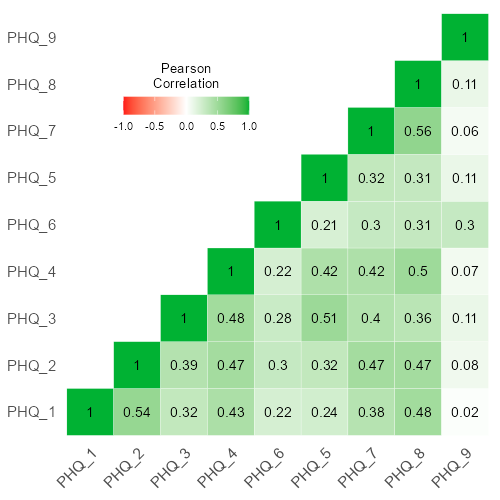 PHQ_9
1
Pearson
Correlation
-1.0 -0.5 0.0 0.5 1.0
PHQ_8
1 0.11
PHQ_7
1 0.56 0.06
PHQ_5
1 0.32 0.31 0.11
PHQ_6
1 0.21 0.3 0.31 0.3
PHQ_4
1 0.22 0.42 0.42 0.5 0.07
PHQ_3
1 0.48 0.28 0.51 0.4 0.36 0.11
PHQ_2
1 0.39 0.47 0.3 0.32 0.47 0.47 0.08
PHQ_1
1 0.54 0.32 0.43 0.22 0.24 0.38 0.48 0.02
PHQ_1 PHQ_2 PHQ_3 PHQ_4 PHQ_6 PHQ_5 PHQ_7 PHQ_8 PHQ_9